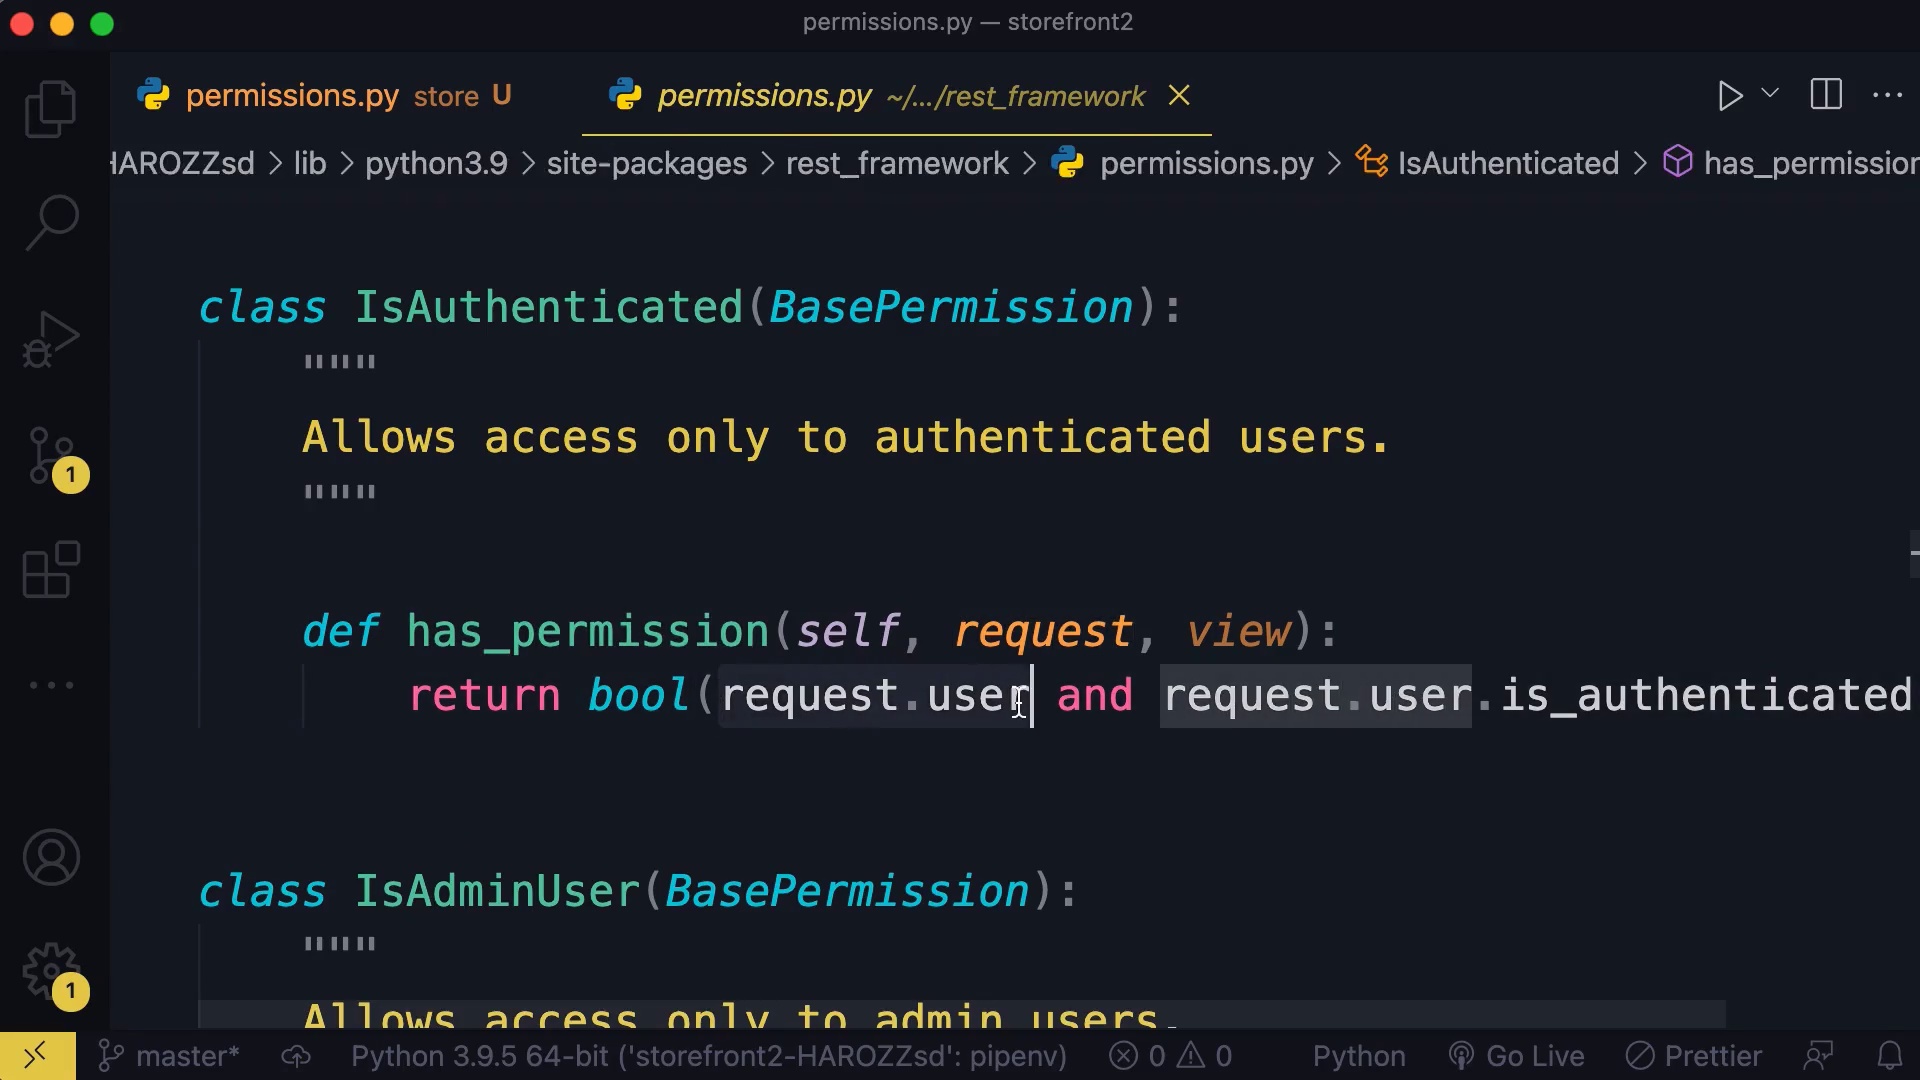 permissions.py — storefront2
permissions.py store U
permissions.py ~/.../rest_framework
HAROZZsd > lib > python3.9 > site-packages > rest_framework > permissions.py > IsAuthenticated > has_permission
class IsAuthenticated(BasePermission):
"""
Allows access only to authenticated users.
"""
def has_permission(self, request, view):
return bool(request.user and request.user.is_authenticated
class IsAdminUser(BasePermission):
"""
Allows access only to admin users.
1
1
master* Python 3.9.5 64-bit ('storefront2-HAROZZsd': pipenv) 0 0 Python Go Live Prettier